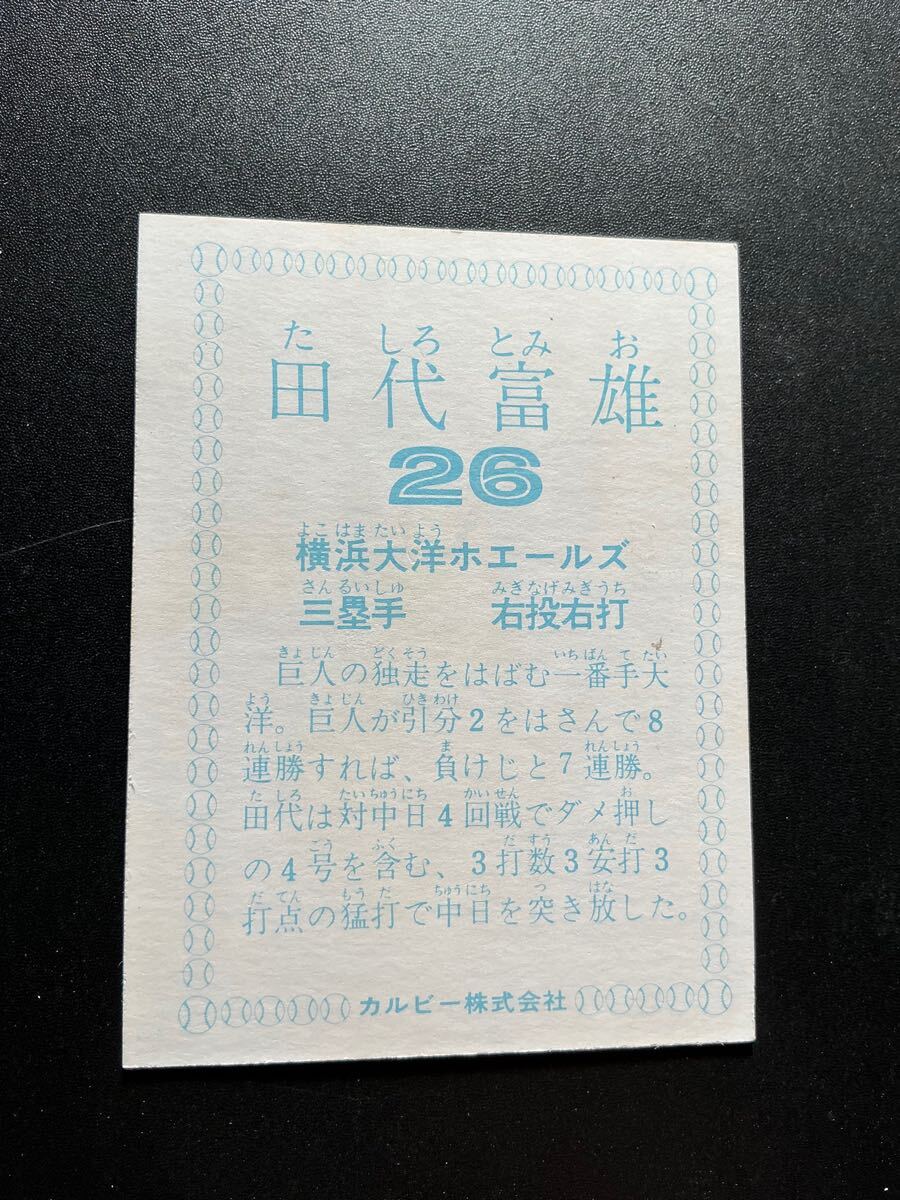 た しろ とみ お
田代富雄
26
よこ はま たい よう
横浜大洋ホエールズ
さん るい しゅ みぎ なげ みぎ うち
三塁手 右投右打
きょ じん どく そう いち ばん て たい
巨人の独走をはばむ一番手大
よう きょ じん ひき わけ
洋。巨人が引分2をはさんで8
れん しょう ま れん しょう
連勝すれば、負けじと7連勝。
た しろ たい ちゅう にち かい せん お
田代は対中日4回戦でダメ押し
ごう ふく だ すう あん だ
の4号を含む、3打数3安打3
だ てん もう だ ちゅう にち つ はな
打点の猛打で中日を突き放した。
カルビー株式会社